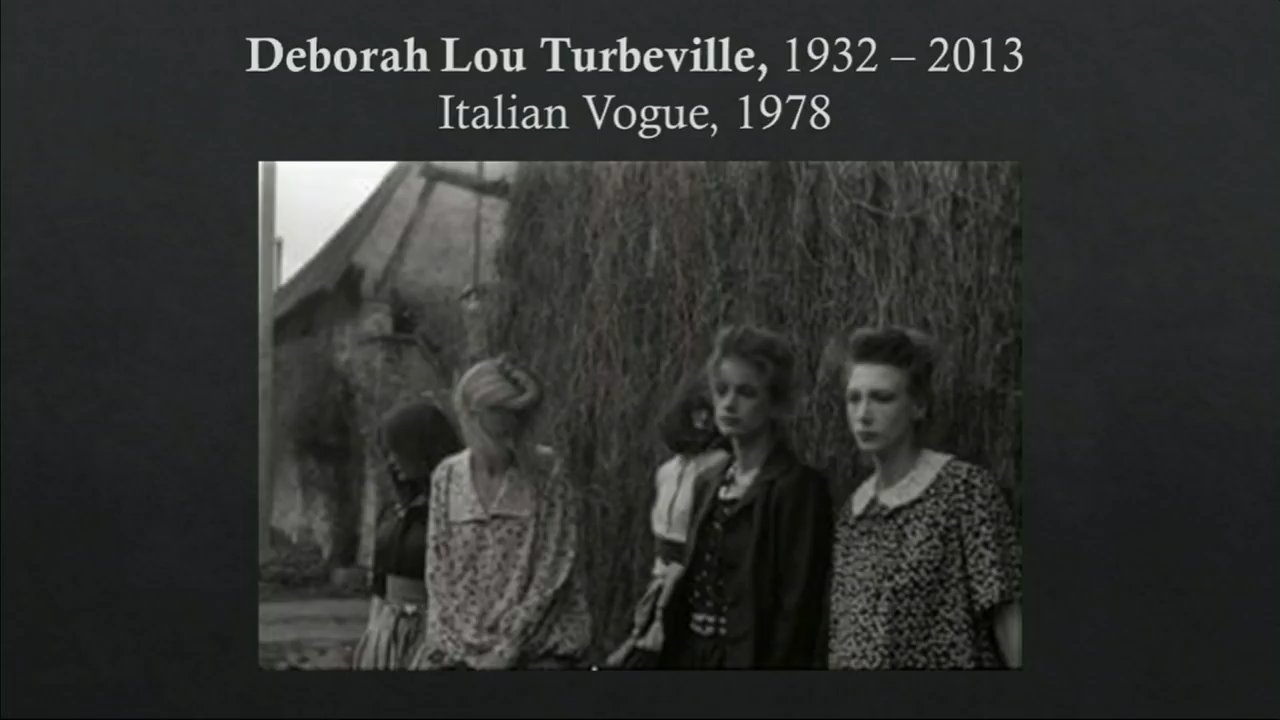 Deborah Lou Turbeville, 1932 – 2013
Italian Vogue, 1978